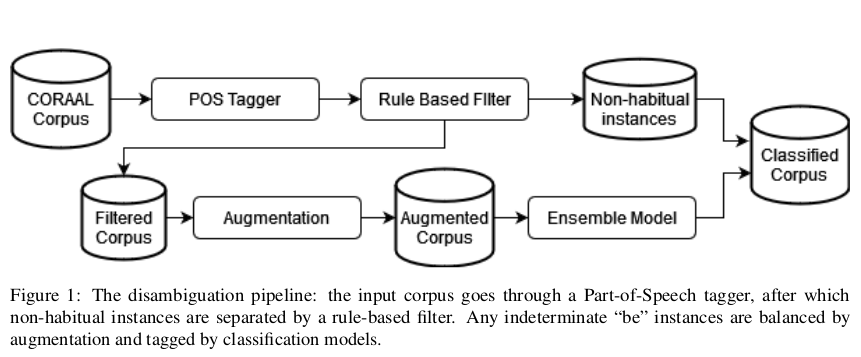 CORAAL
Corpus
POS Tagger
Rule Based FIlter
Non-habitual
instances
Classified
Corpus
Filtered
Corpus
Augmentation
Augmented
Corpus
Ensemble Model
Figure 1: The disambiguation pipeline: the input corpus goes through a Part-of-Speech tagger, after which
non-habitual instances are separated by a rule-based filter. Any indeterminate “be” instances are balanced by
augmentation and tagged by classification models.